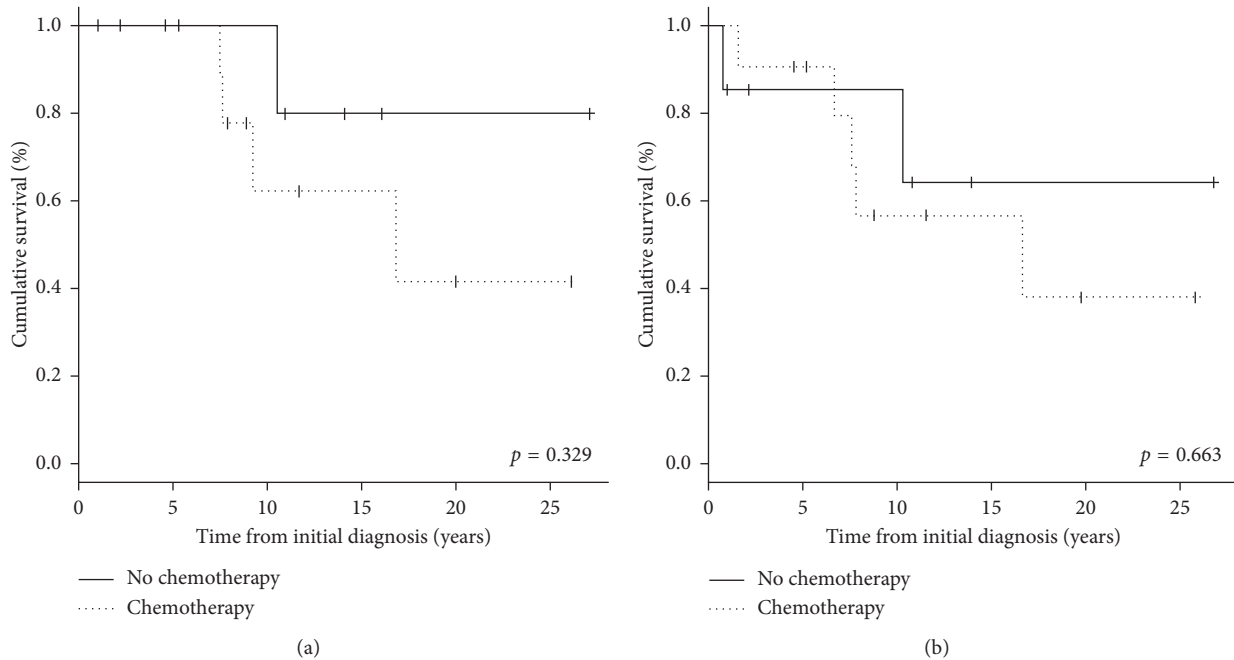 1.0
0.8
0.6
0.4
0.2
0.0
Cumulative survival (%)
p = 0.329
0 5 10 15 20 25
Time from initial diagnosis (years)
No chemotherapy
Chemotherapy
(a)
1.0
0.8
0.6
0.4
0.2
0.0
Cumulative survival (%)
p = 0.663
0 5 10 15 20 25
Time from initial diagnosis (years)
No chemotherapy
Chemotherapy
(b)